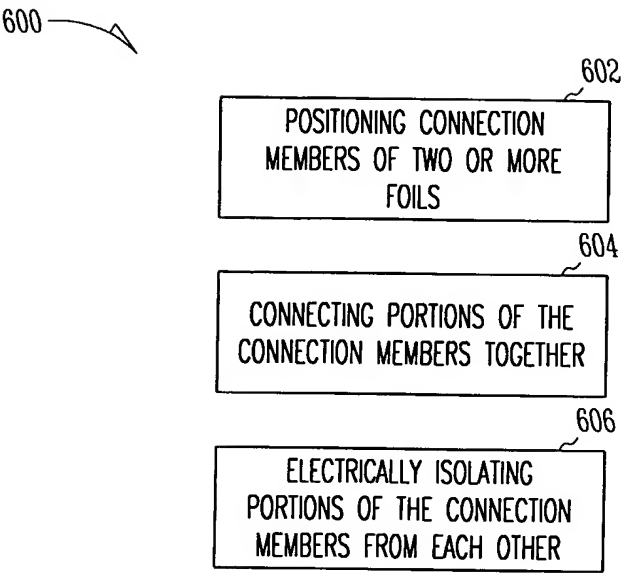 600
602
POSITIONING CONNECTION
MEMBERS OF TWO OR MORE
FOILS
604
CONNECTING PORTIONS OF THE
CONNECTION MEMBERS TOGETHER
606
ELECTRICALLY ISOLATING
PORTIONS OF THE CONNECTION
MEMBERS FROM EACH OTHER